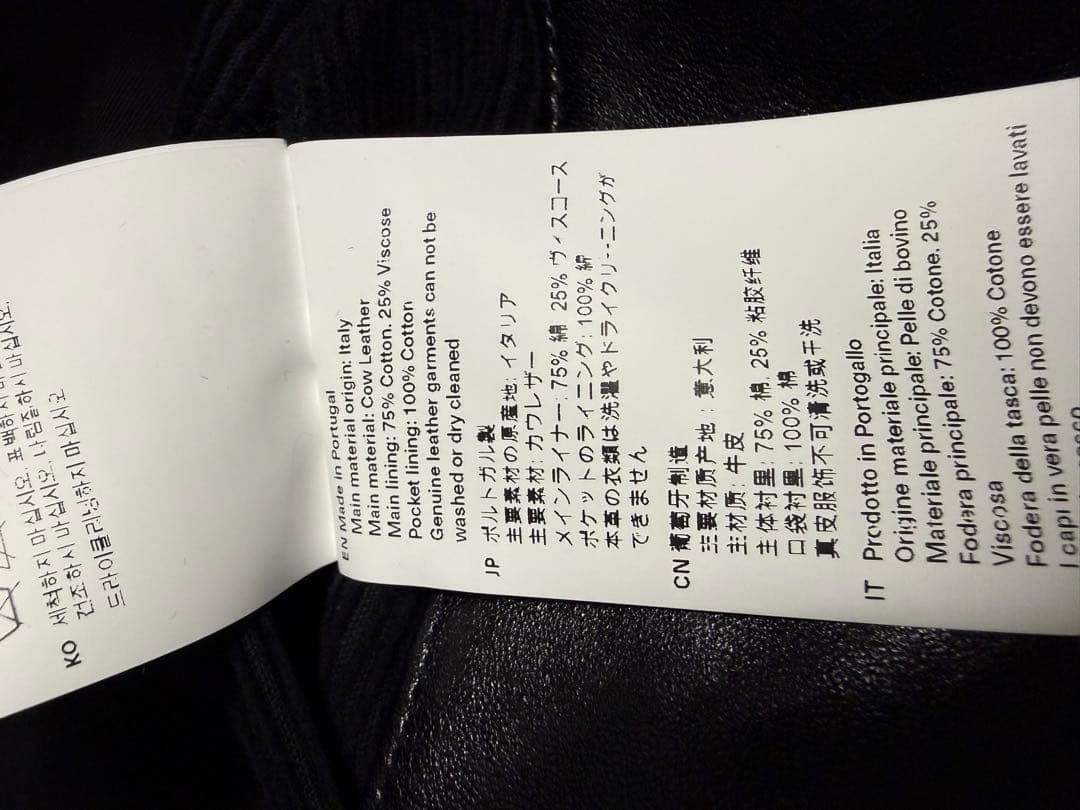 세척하지 마십시오. 표백하지
건조하시 마십시오. 다림질하시 마십시오.
드라이클리닝하지 마십시오
KO
EN Made in Portugal
Main material origin: Italy
Main material: Cow Leather
Main lining: 75% Cotton. 25% Viscose
Pocket lining: 100% Cotton
Genuine leather garments can not be
washed or dry cleaned
JP ポルトガル製
主要素材の原産地: イタリア
主要素材: カウレザー
メインライナー: 75% 綿 25% ヴィスコース
ポケットのライニング: 100% 綿
本革の衣類は洗濯やドライクリーニングが
できません
CN 葡萄牙制造
主要材质产地: 意大利
主材质: 牛皮
主体衬里: 75% 棉, 25% 粘胶纤维
口袋衬里: 100% 棉
真皮服饰不可清洗或干洗
IT Prodotto in Portogallo
Origine materiale principale: Italia
Materiale principale: Pelle di bovino
Fodera principale: 75% Cotone. 25%
Viscosa
Fodera della tasca: 100% Cotone
I capi in vera pelle non devono essere lavati